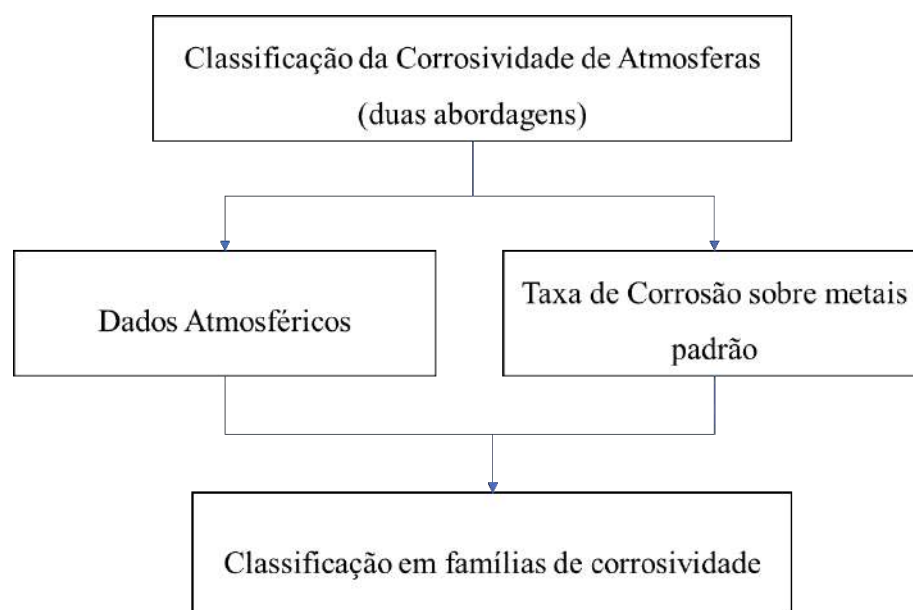 Classificação da Corrosividade de Atmosferas
(duas abordagens)
Dados Atmosféricos
Taxa de Corrosão sobre metais
padrão
Classificação em famílias de corrosividade